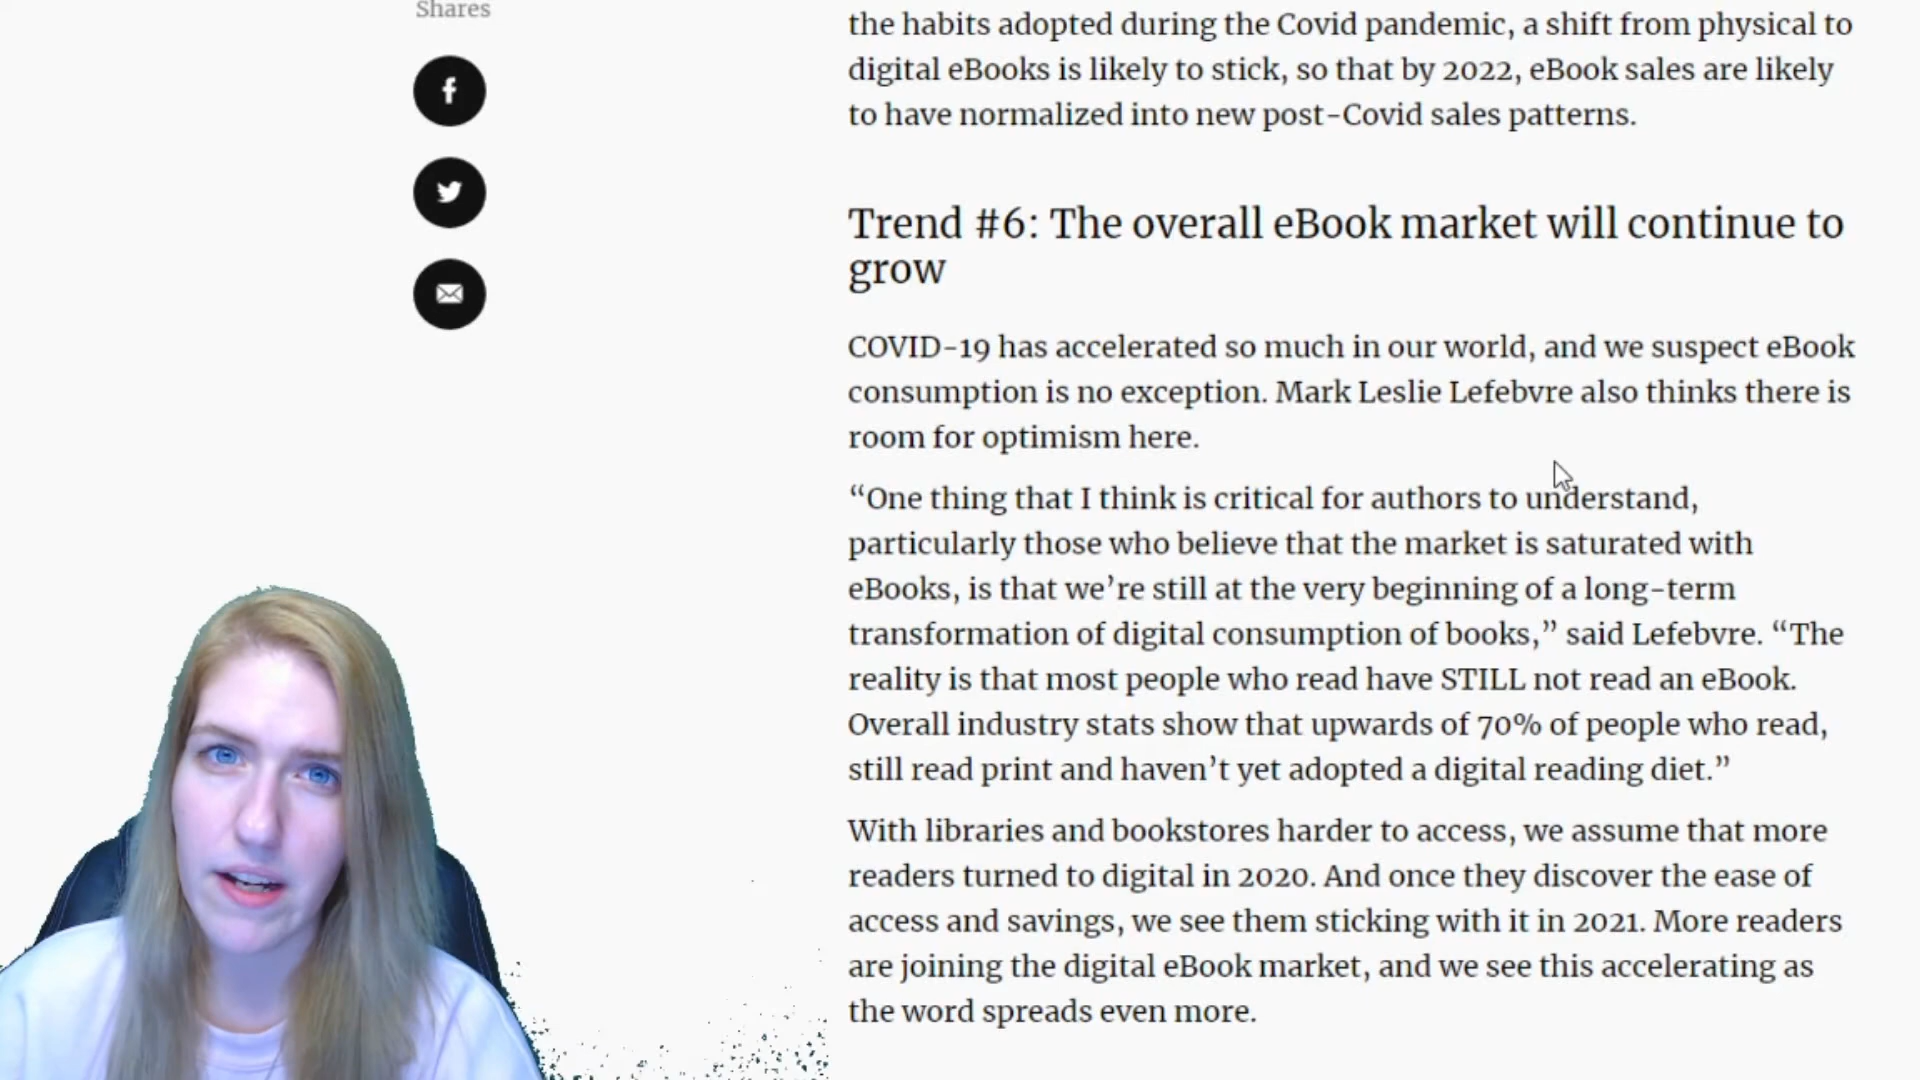 Shares
the habits adopted during the Covid pandemic, a shift from physical to
digital eBooks is likely to stick, so that by 2022, eBook sales are likely
to have normalized into new post-Covid sales patterns.
Trend #6: The overall eBook market will continue to
grow
COVID-19 has accelerated so much in our world, and we suspect eBook
consumption is no exception. Mark Leslie Lefebvre also thinks there is
room for optimism here.
“One thing that I think is critical for authors to understand,
particularly those who believe that the market is saturated with
eBooks, is that we’re still at the very beginning of a long-term
transformation of digital consumption of books,” said Lefebvre. “The
reality is that most people who read have STILL not read an eBook.
Overall industry stats show that upwards of 70% of people who read,
still read print and haven’t yet adopted a digital reading diet.”
With libraries and bookstores harder to access, we assume that more
readers turned to digital in 2020. And once they discover the ease of
access and savings, we see them sticking with it in 2021. More readers
are joining the digital eBook market, and we see this accelerating as
the word spreads even more.